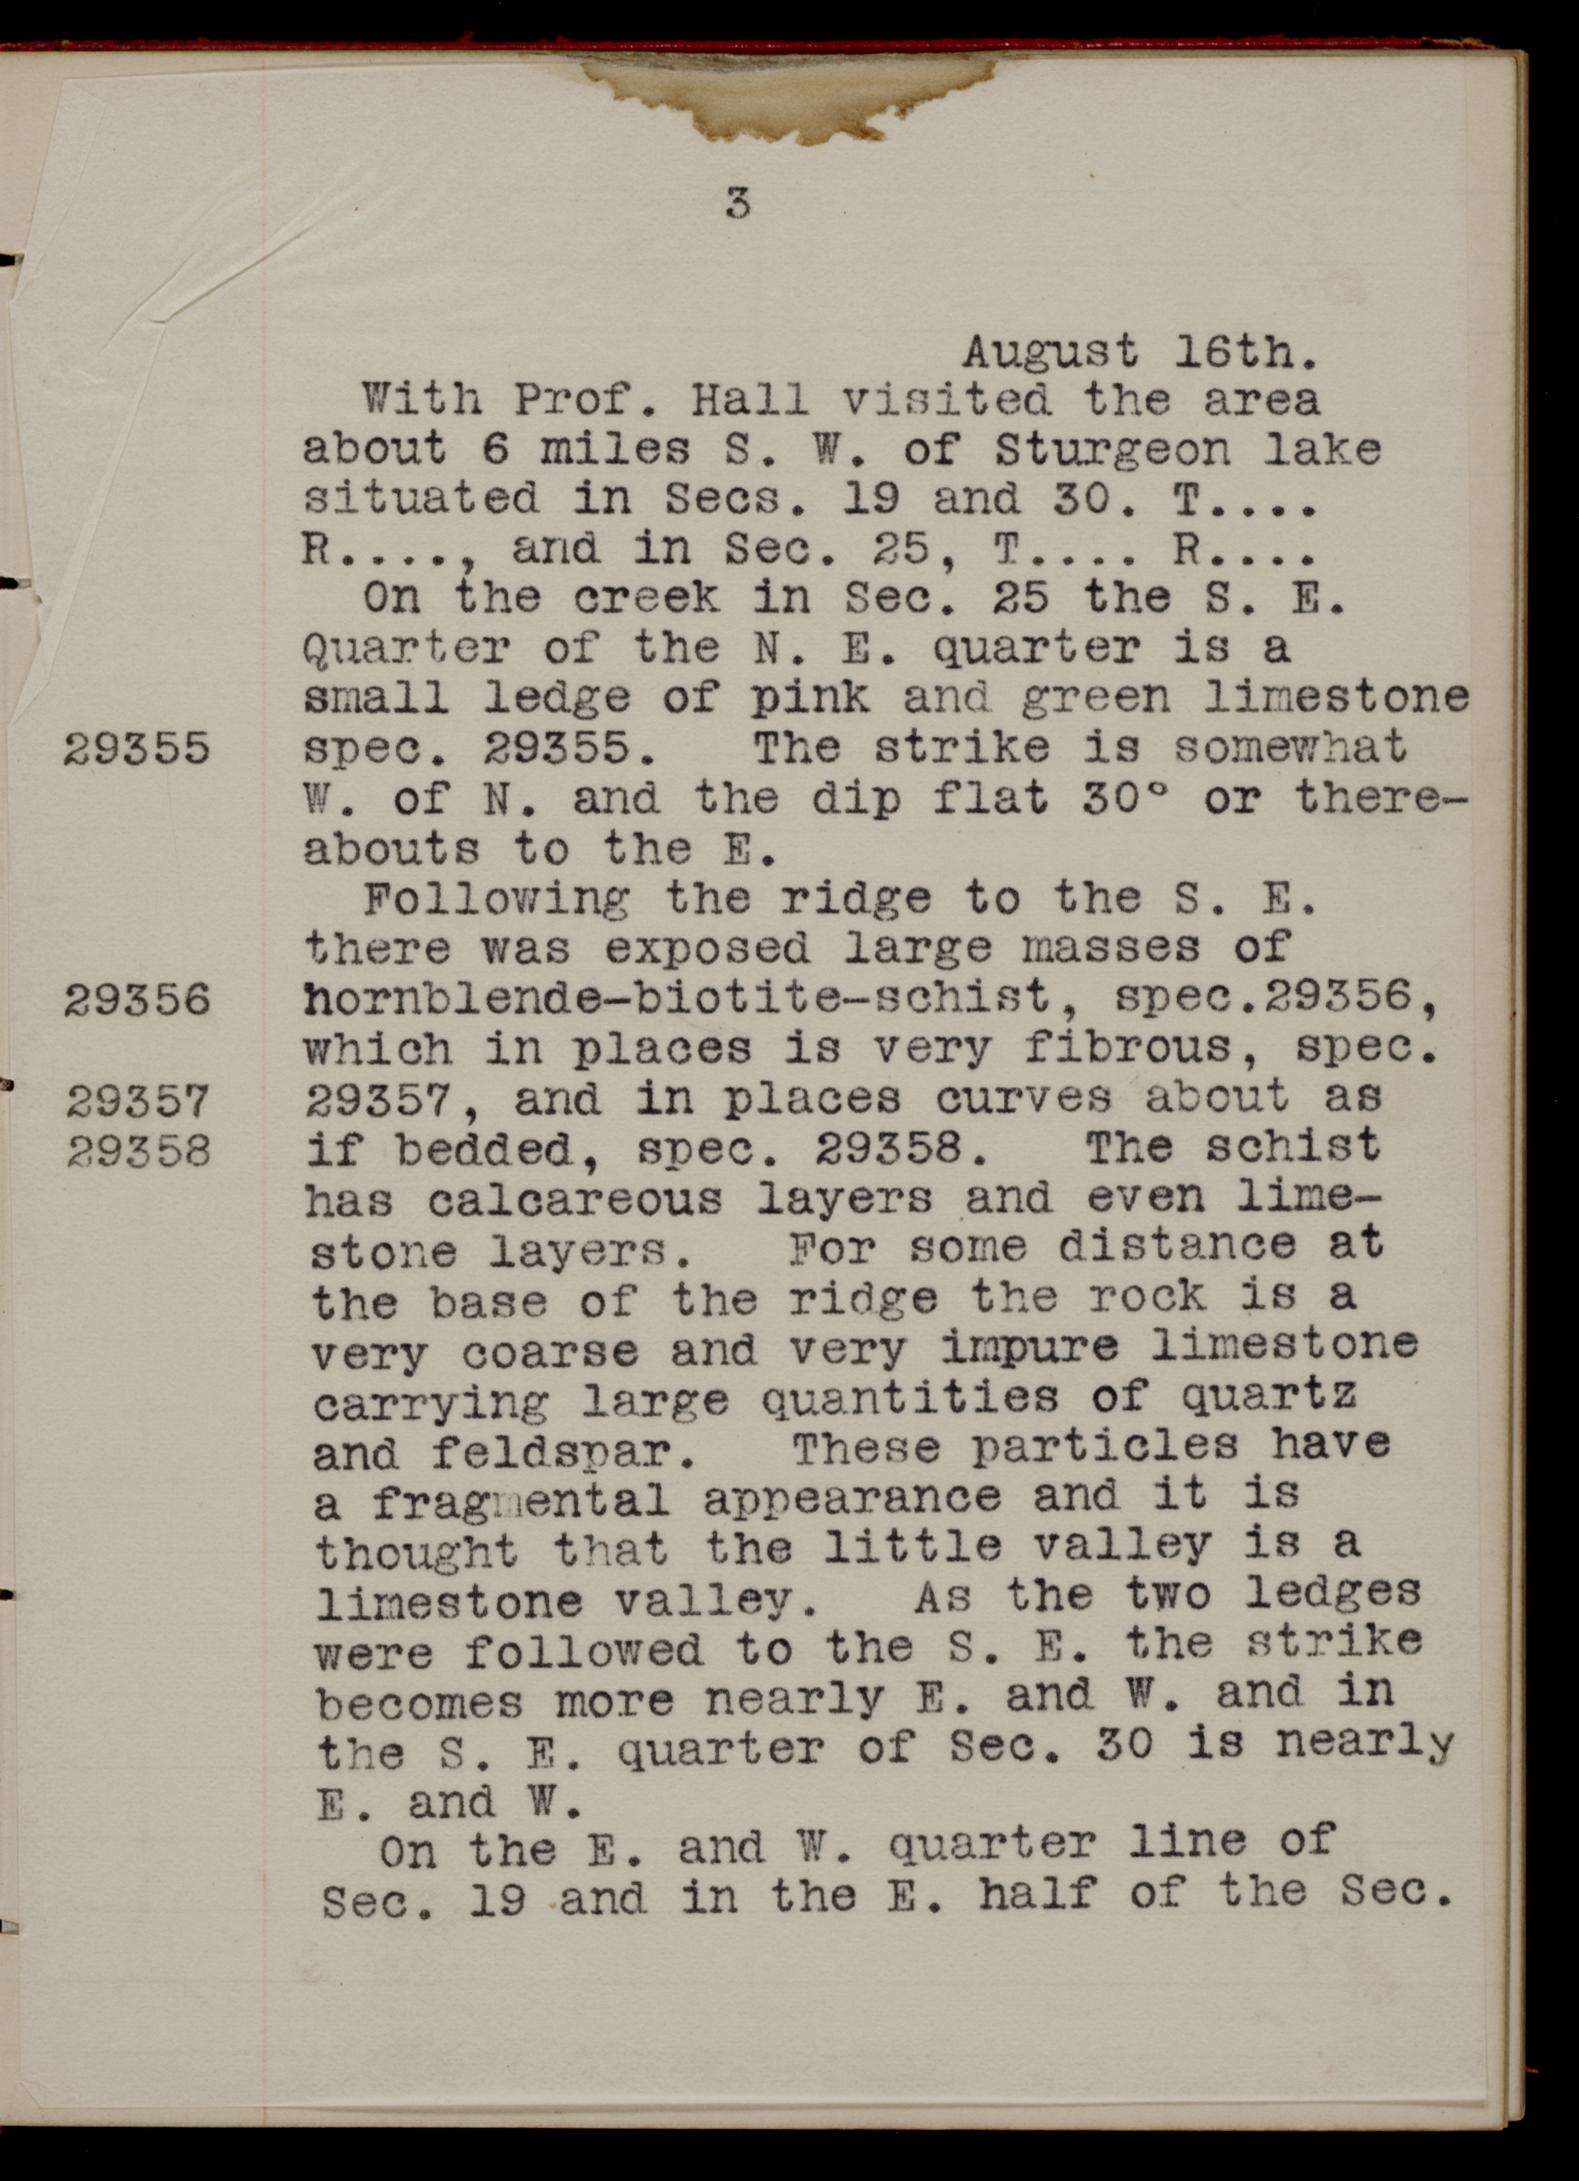 3
August 16th.
With Prof. Hall visited the area
about 6 miles S. W. of Sturgeon lake
situated in Secs. 19 and 30. T....
R...., and in Sec. 25, T.... R....
On the creek in Sec. 25 the S. E.
Quarter of the N. E. quarter is a
small ledge of pink and green limestone
29355 spec. 29355. The strike is somewhat
W. of N. and the dip flat 30° or there-
abouts to the E.
Following the ridge to the S. E.
there was exposed large masses of
29356 hornblende-biotite-schist, spec.29356,
which in places is very fibrous, spec.
29357 29357, and in places curves about as
29358 if bedded, spec. 29358. The schist
has calcareous layers and even lime-
stone layers. For some distance at
the base of the ridge the rock is a
very coarse and very impure limestone
carrying large quantities of quartz
and feldspar. These particles have
a fragmental appearance and it is
thought that the little valley is a
limestone valley. As the two ledges
were followed to the S. E. the strike
becomes more nearly E. and W. and in
the S. E. quarter of Sec. 30 is nearly
E. and W.
On the E. and W. quarter line of
Sec. 19 and in the E. half of the Sec.